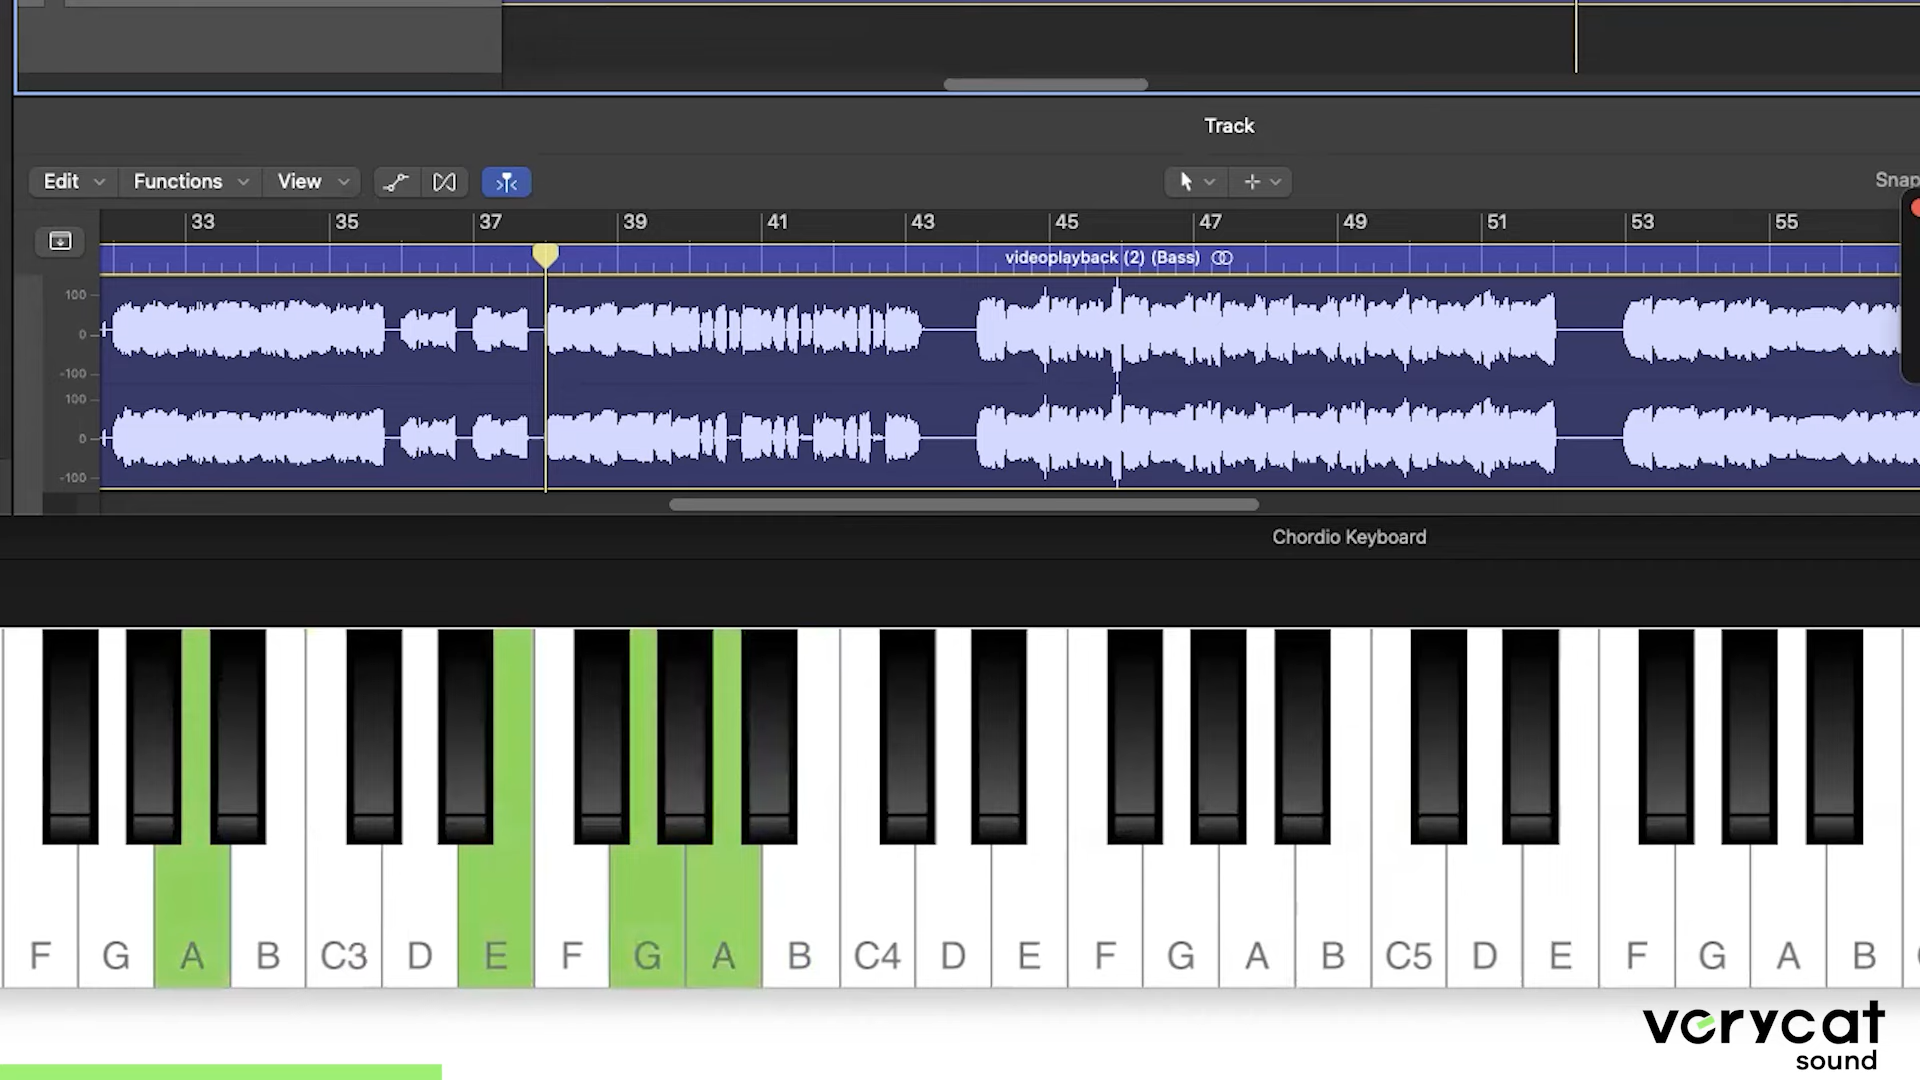 Track
Edit Functions View
Snap
33 35 37 39 41 43 45 47 49 51 53 55
videoplayback (2) (Bass)
100
0
-100
100
0
-100
Chordio Keyboard
F G A B C3 D E F G A B C4 D E F G A B C5 D E F G A B
verycat
sound